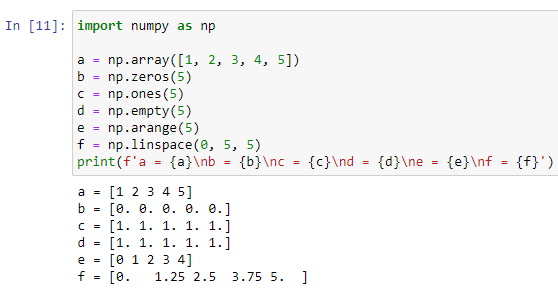 In [11]: import numpy as np
a = np.array([1, 2, 3, 4, 5])
b = np.zeros(5)
c = np.ones(5)
d = np.empty(5)
e = np.arange(5)
f = np.linspace(0, 5, 5)
print(f'a = {a}\nb = {b}\nc = {c}\nd = {d}\ne = {e}\nf = {f}')
a = [1 2 3 4 5]
b = [0. 0. 0. 0. 0.]
c = [1. 1. 1. 1. 1.]
d = [1. 1. 1. 1. 1.]
e = [0 1 2 3 4]
f = [0.   1.25 2.5  3.75 5.  ]